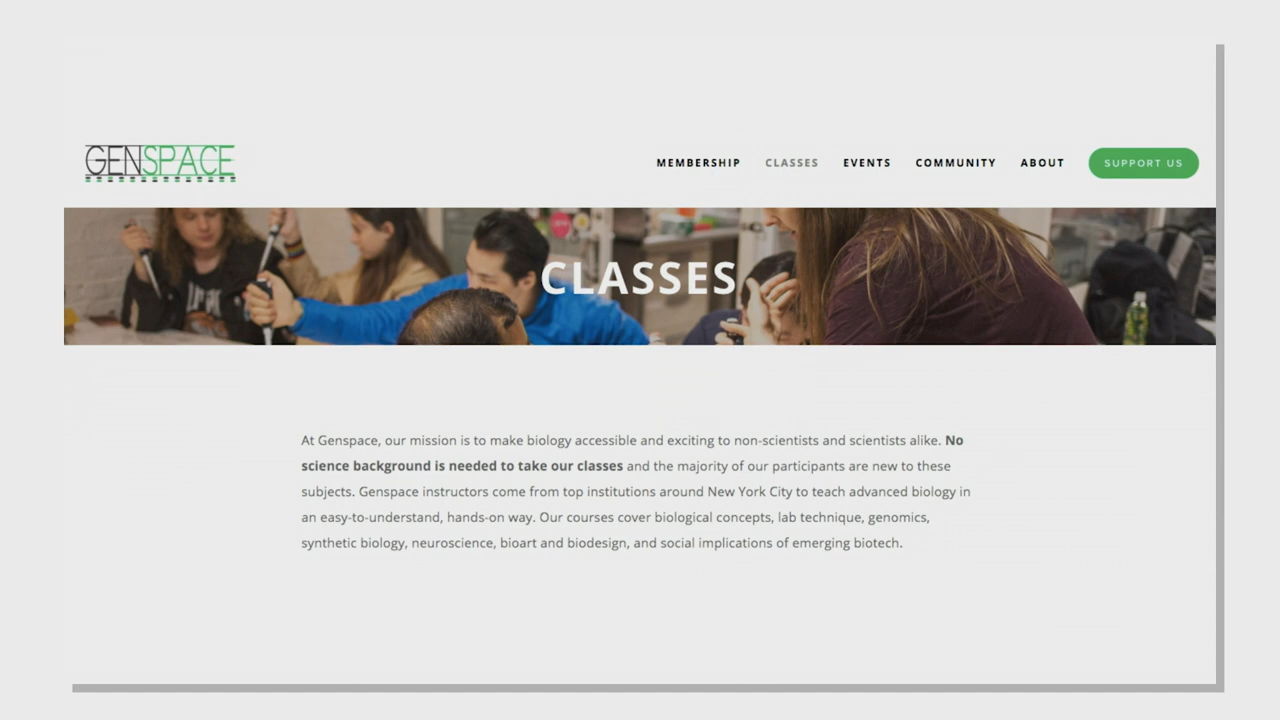 GENSPACE
MEMBERSHIP CLASSES EVENTS COMMUNITY ABOUT SUPPORT US
CLASSES
At Genspace, our mission is to make biology accessible and exciting to non-scientists and scientists alike. No
science background is needed to take our classes and the majority of our participants are new to these
subjects. Genspace instructors come from top institutions around New York City to teach advanced biology in
an easy-to-understand, hands-on way. Our courses cover biological concepts, lab technique, genomics,
synthetic biology, neuroscience, bioart and biodesign, and social implications of emerging biotech.